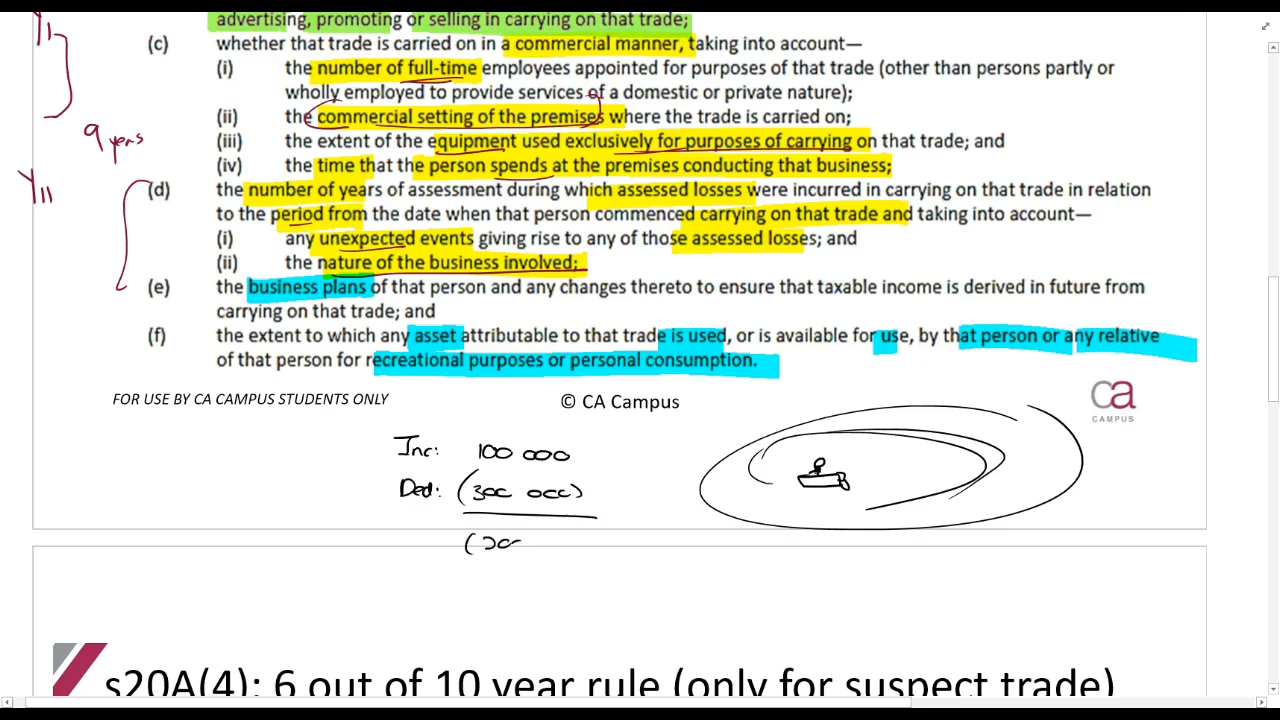 advertising, promoting or selling in carrying on that trade;
(c) whether that trade is carried on in a commercial manner, taking into account—
(i) the number of full-time employees appointed for purposes of that trade (other than persons partly or
wholly employed to provide services of a domestic or private nature);
(ii) the commercial setting of the premises where the trade is carried on;
(iii) the extent of the equipment used exclusively for purposes of carrying on that trade; and
(iv) the time that the person spends at the premises conducting that business;
(d) the number of years of assessment during which assessed losses were incurred in carrying on that trade in relation
to the period from the date when that person commenced carrying on that trade and taking into account—
(i) any unexpected events giving rise to any of those assessed losses; and
(ii) the nature of the business involved;
(e) the business plans of that person and any changes thereto to ensure that taxable income is derived in future from
carrying on that trade; and
(f) the extent to which any asset attributable to that trade is used, or is available for use, by that person or any relative
of that person for recreational purposes or personal consumption.
Y1
9 years
Y11
FOR USE BY CA CAMPUS STUDENTS ONLY
© CA Campus
ca
CAMPUS
Inc: 100 000
Ded: (300 000)
(200
s20A(4): 6 out of 10 year rule (only for suspect trade)